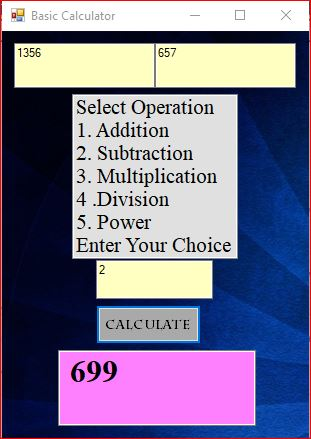 Basic Calculator
1356 657
Select Operation
1. Addition
2. Subtraction
3. Multiplication
4 .Division
5. Power
Enter Your Choice
2
CALCULATE
699